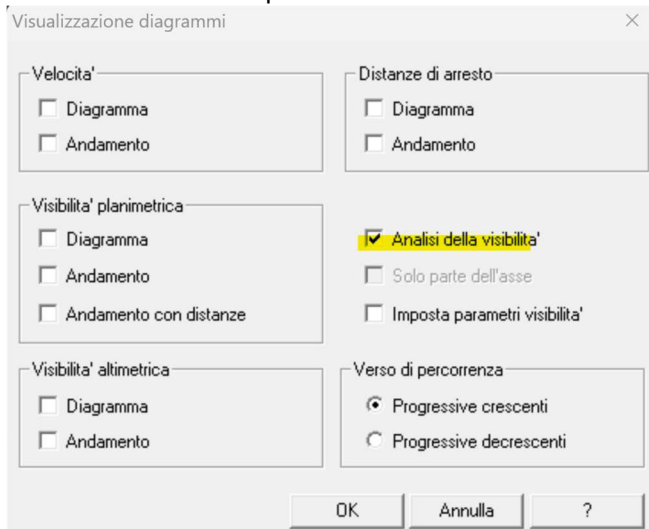 Visualizzazione diagrammi
Velocita'
Diagramma
Andamento
Distanze di arresto
Diagramma
Andamento
Visibilita' planimetrica
Diagramma
Andamento
Andamento con distanze
Analisi della visibilita'
Solo parte dell'asse
Imposta parametri visibilita'
Visibilita' altimetrica
Diagramma
Andamento
Verso di percorrenza
Progressive crescenti
Progressive decrescenti
OK
Annulla
?